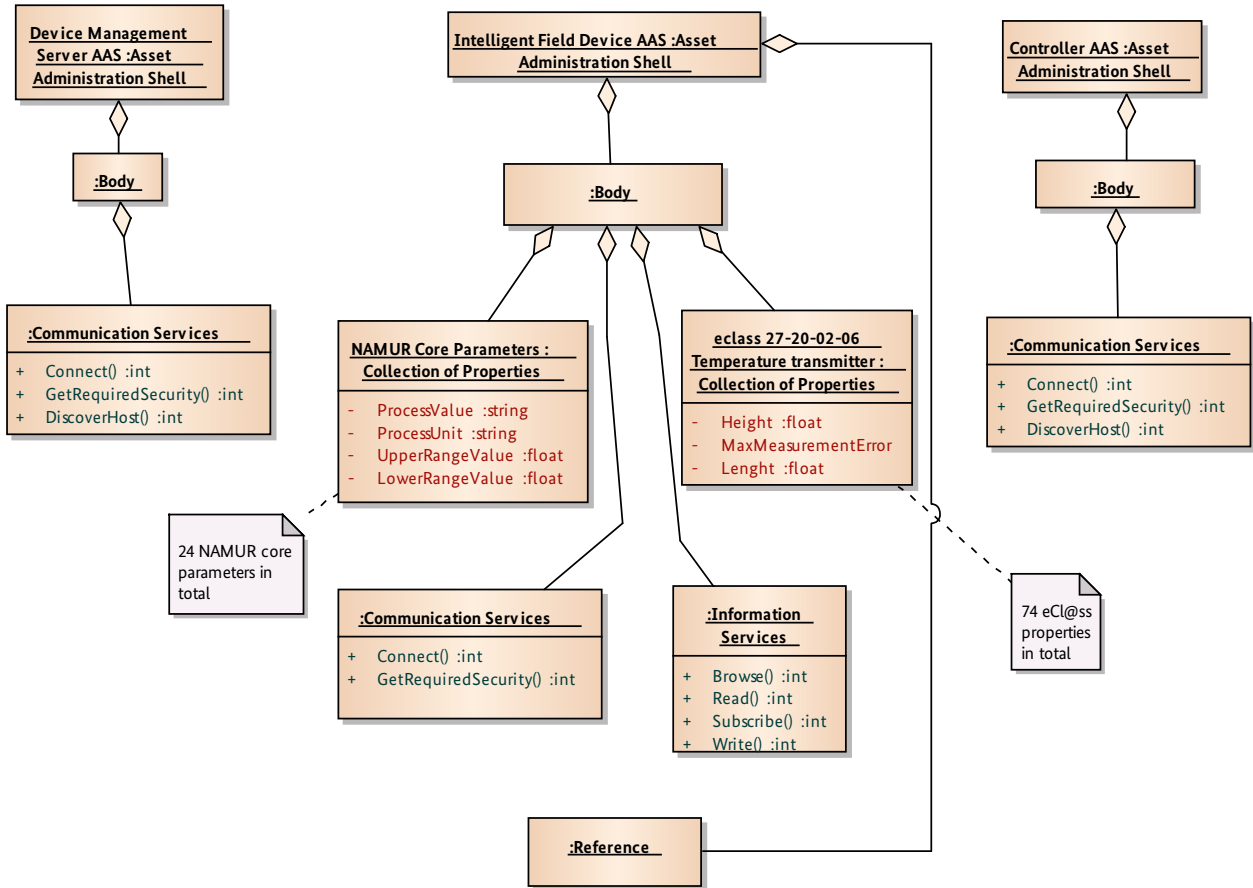 Device Management
Server AAS :Asset
Administration Shell
:Body
:Communication Services
+ Connect() :int
+ GetRequiredSecurity() :int
+ DiscoverHost() :int
Intelligent Field Device AAS :Asset
Administration Shell
:Body
NAMUR Core Parameters :
Collection of Properties
- ProcessValue :string
- ProcessUnit :string
- UpperRangeValue :float
- LowerRangeValue :float
24 NAMUR core
parameters in
total
eclass 27-20-02-06
Temperature transmitter :
Collection of Properties
- Height :float
- MaxMeasurementError
- Lenght :float
74 eCl@ss
properties
in total
:Communication Services
+ Connect() :int
+ GetRequiredSecurity() :int
:Information
Services
+ Browse() :int
+ Read() :int
+ Subscribe() :int
+ Write() :int
:Reference
Controller AAS :Asset
Administration Shell
:Body
:Communication Services
+ Connect() :int
+ GetRequiredSecurity() :int
+ DiscoverHost() :int